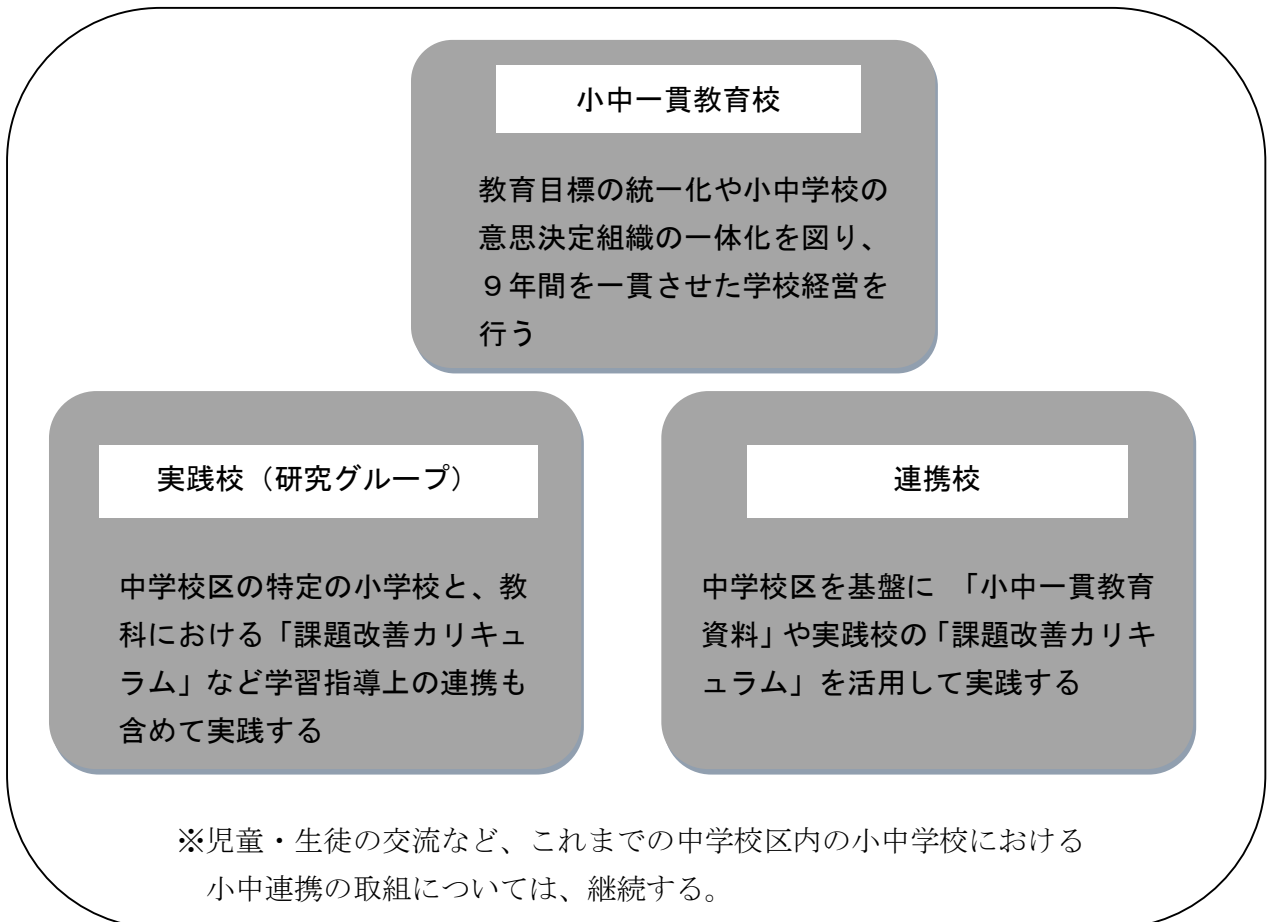 小中一貫教育校
教育目標の統一化や小中学校の
意思決定組織の一体化を図り、
９年間を一貫させた学校経営を
行う
実践校（研究グループ）
中学校区の特定の小学校と、教
科における「課題改善カリキュ
ラム」など学習指導上の連携も
含めて実践する
連携校
中学校区を基盤に　「小中一貫教育
資料」や実践校の「課題改善カリキ
ュラム」を活用して実践する
※児童・生徒の交流など、これまでの中学校区内の小中学校における
小中連携の取組については、継続する。